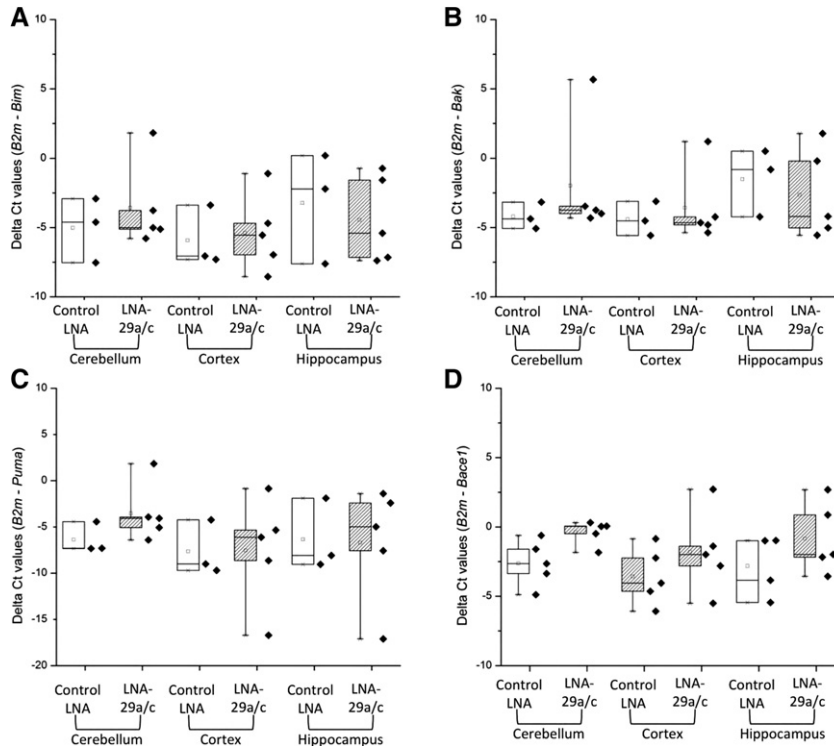 A
Delta Ct values (B2m - Bim)
10
5
0
-5
-10
Control LNA- Control LNA- Control LNA-
LNA 29a/c LNA 29a/c LNA 29a/c
Cerebellum Cortex Hippocampus
B
Delta Ct values (B2m - Bak)
10
5
0
-5
-10
Control LNA- Control LNA- Control LNA-
LNA 29a/c LNA 29a/c LNA 29a/c
Cerebellum Cortex Hippocampus
C
Delta Ct values (B2m - Puma)
10
5
0
-5
-10
-15
-20
Control LNA- Control LNA- Control LNA-
LNA 29a/c LNA 29a/c LNA 29a/c
Cerebellum Cortex Hippocampus
D
Delta Ct values (B2m - Bace1)
10
5
0
-5
-10
Control LNA- Control LNA- Control LNA-
LNA 29a/c LNA 29a/c LNA 29a/c
Cerebellum Cortex Hippocampus